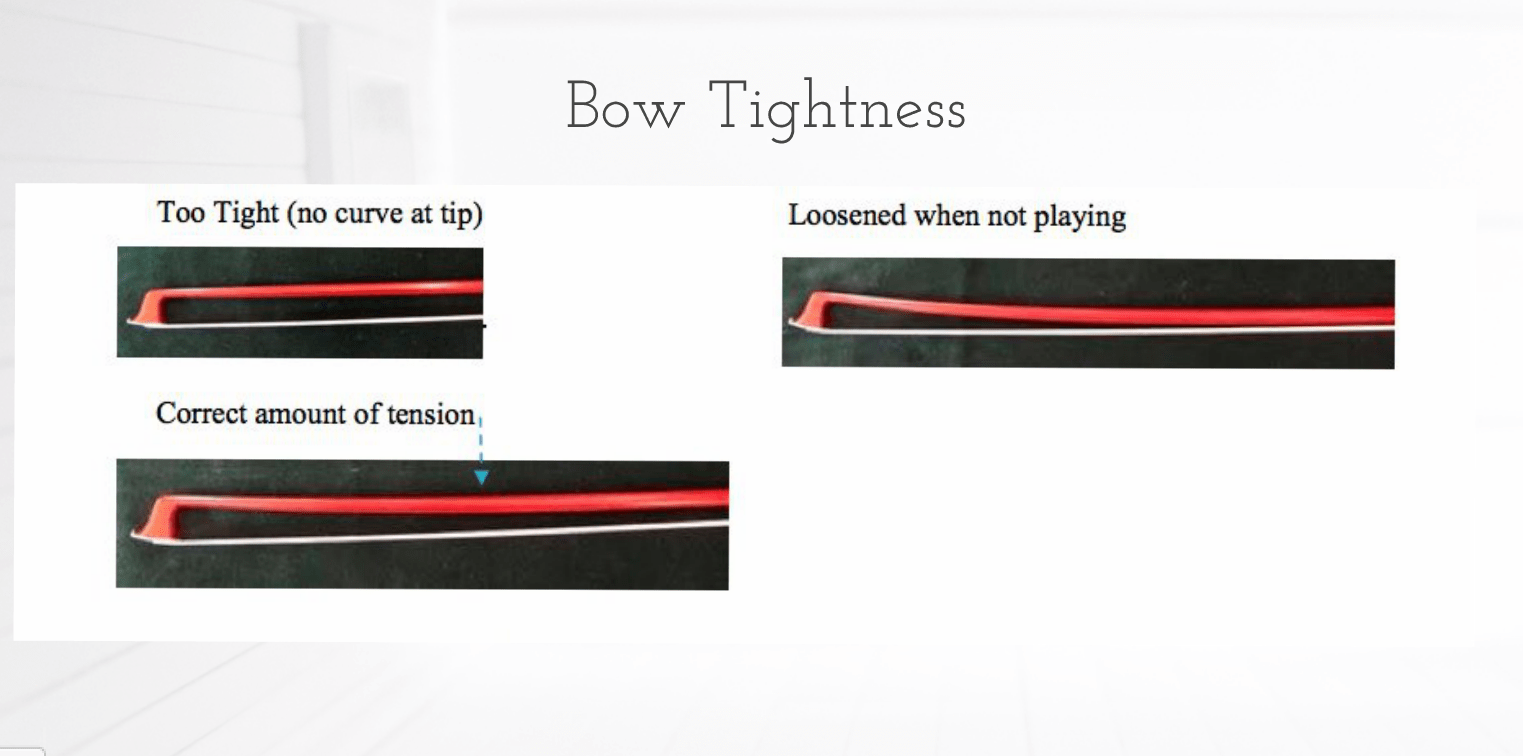 Bow Tightness
Too Tight (no curve at tip)
Loosened when not playing
Correct amount of tension